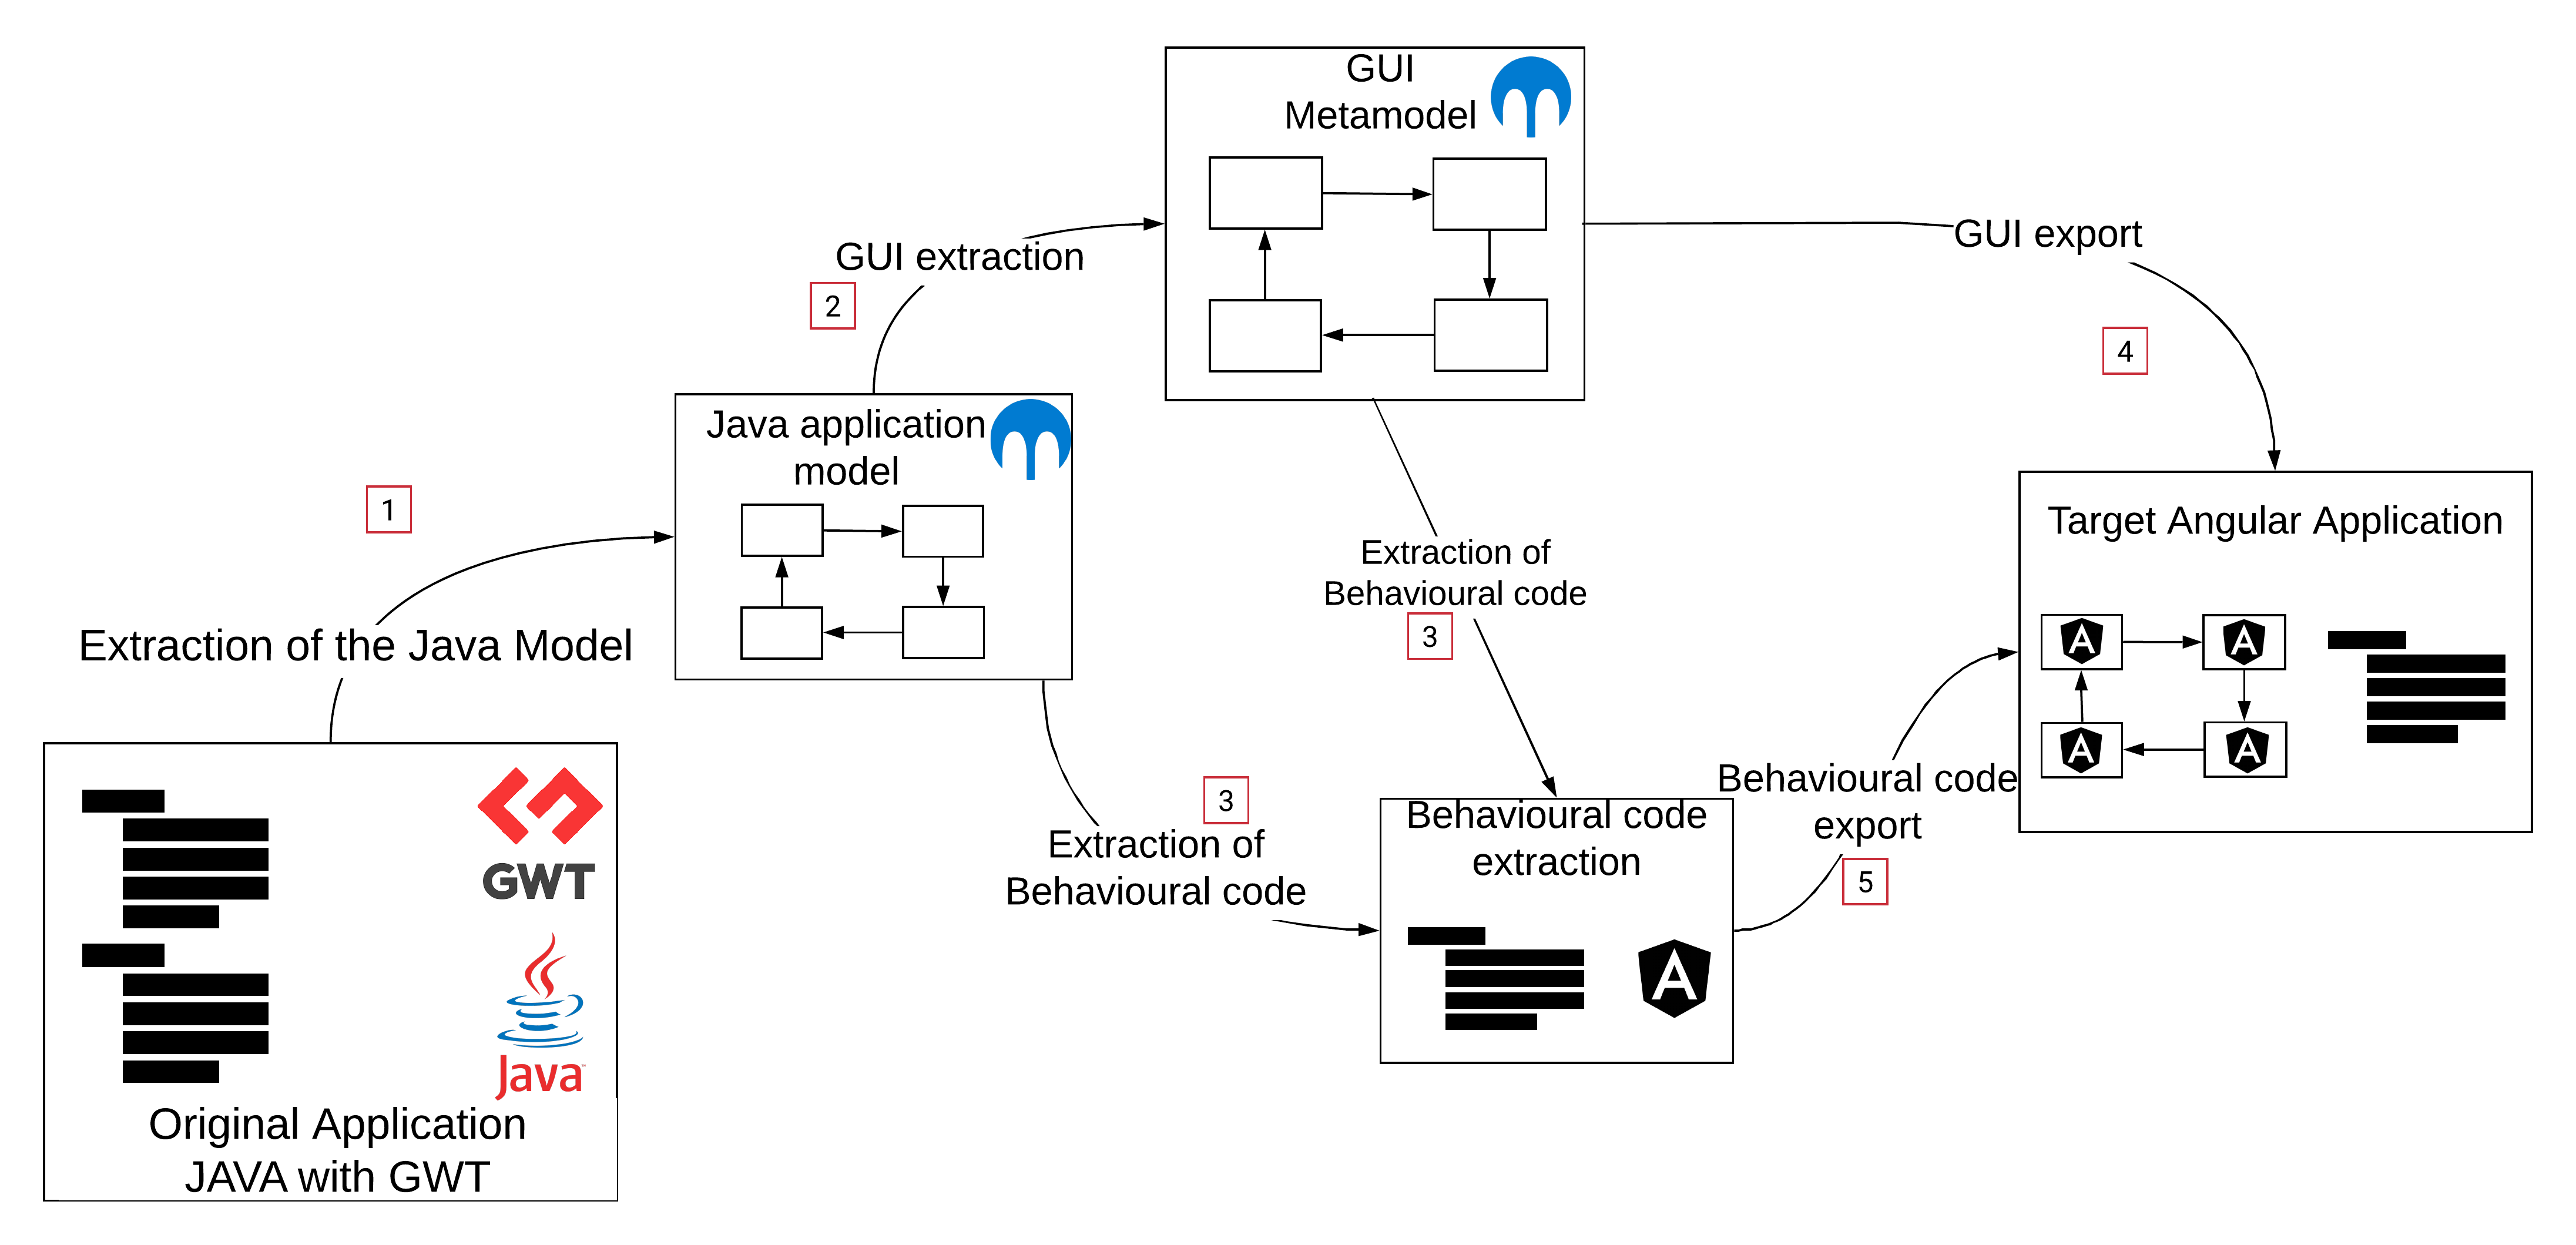 GUI
Metamodel
GUI extraction
2
GUI export
4
Java application
model
1
Extraction of the Java Model
Extraction of
Behavioural code
3
Target Angular Application
GWT
Java
Original Application
JAVA with GWT
3
Extraction of
Behavioural code
Behavioural code
extraction
Behavioural code
export
5